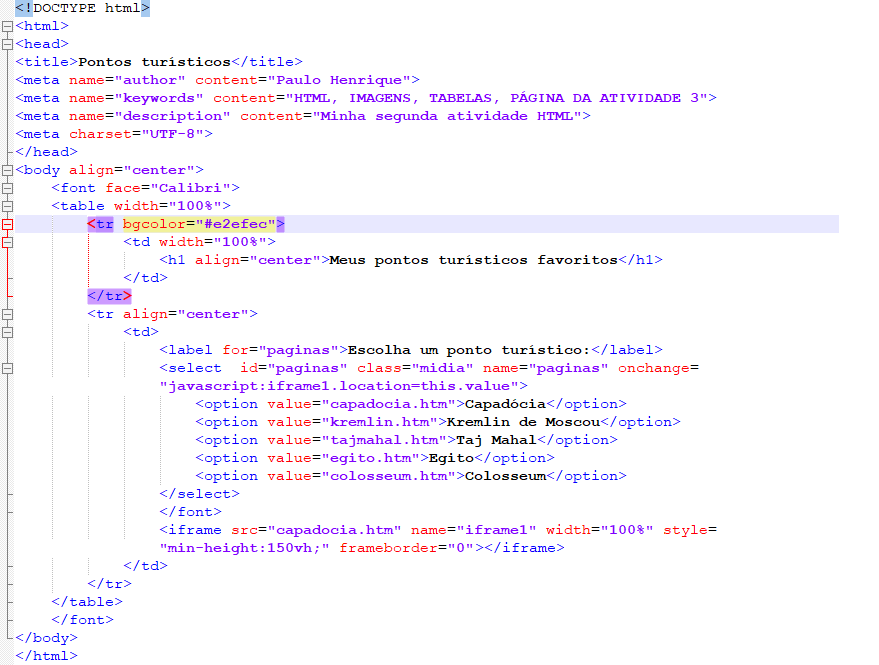 <!DOCTYPE html>
<html>
<head>
<title>Pontos turísticos</title>
<meta name="author" content="Paulo Henrique">
<meta name="keywords" content="HTML, IMAGENS, TABELAS, PÁGINA DA ATIVIDADE 3">
<meta name="description" content="Minha segunda atividade HTML">
<meta charset="UTF-8">
</head>
<body align="center">
    <font face="Calibri">
    <table width="100%">
        <tr bgcolor="#e2efec">
            <td width="100%">
                <h1 align="center">Meus pontos turísticos favoritos</h1>
            </td>
        </tr>
        <tr align="center">
            <td>
                <label for="paginas">Escolha um ponto turístico:</label>
                <select  id="paginas" class="midia" name="paginas" onchange=
                "javascript:iframe1.location=this.value">
                    <option value="capadocia.htm">Capadócia</option>
                    <option value="kremlin.htm">Kremlin de Moscou</option>
                    <option value="tajmahal.htm">Taj Mahal</option>
                    <option value="egito.htm">Egito</option>
                    <option value="colosseum.htm">Colosseum</option>
                </select>
                </font>
                <iframe src="capadocia.htm" name="iframe1" width="100%" style=
                "min-height:150vh;" frameborder="0"></iframe>
            </td>
        </tr>
    </table>
    </font>
</body>
</html>